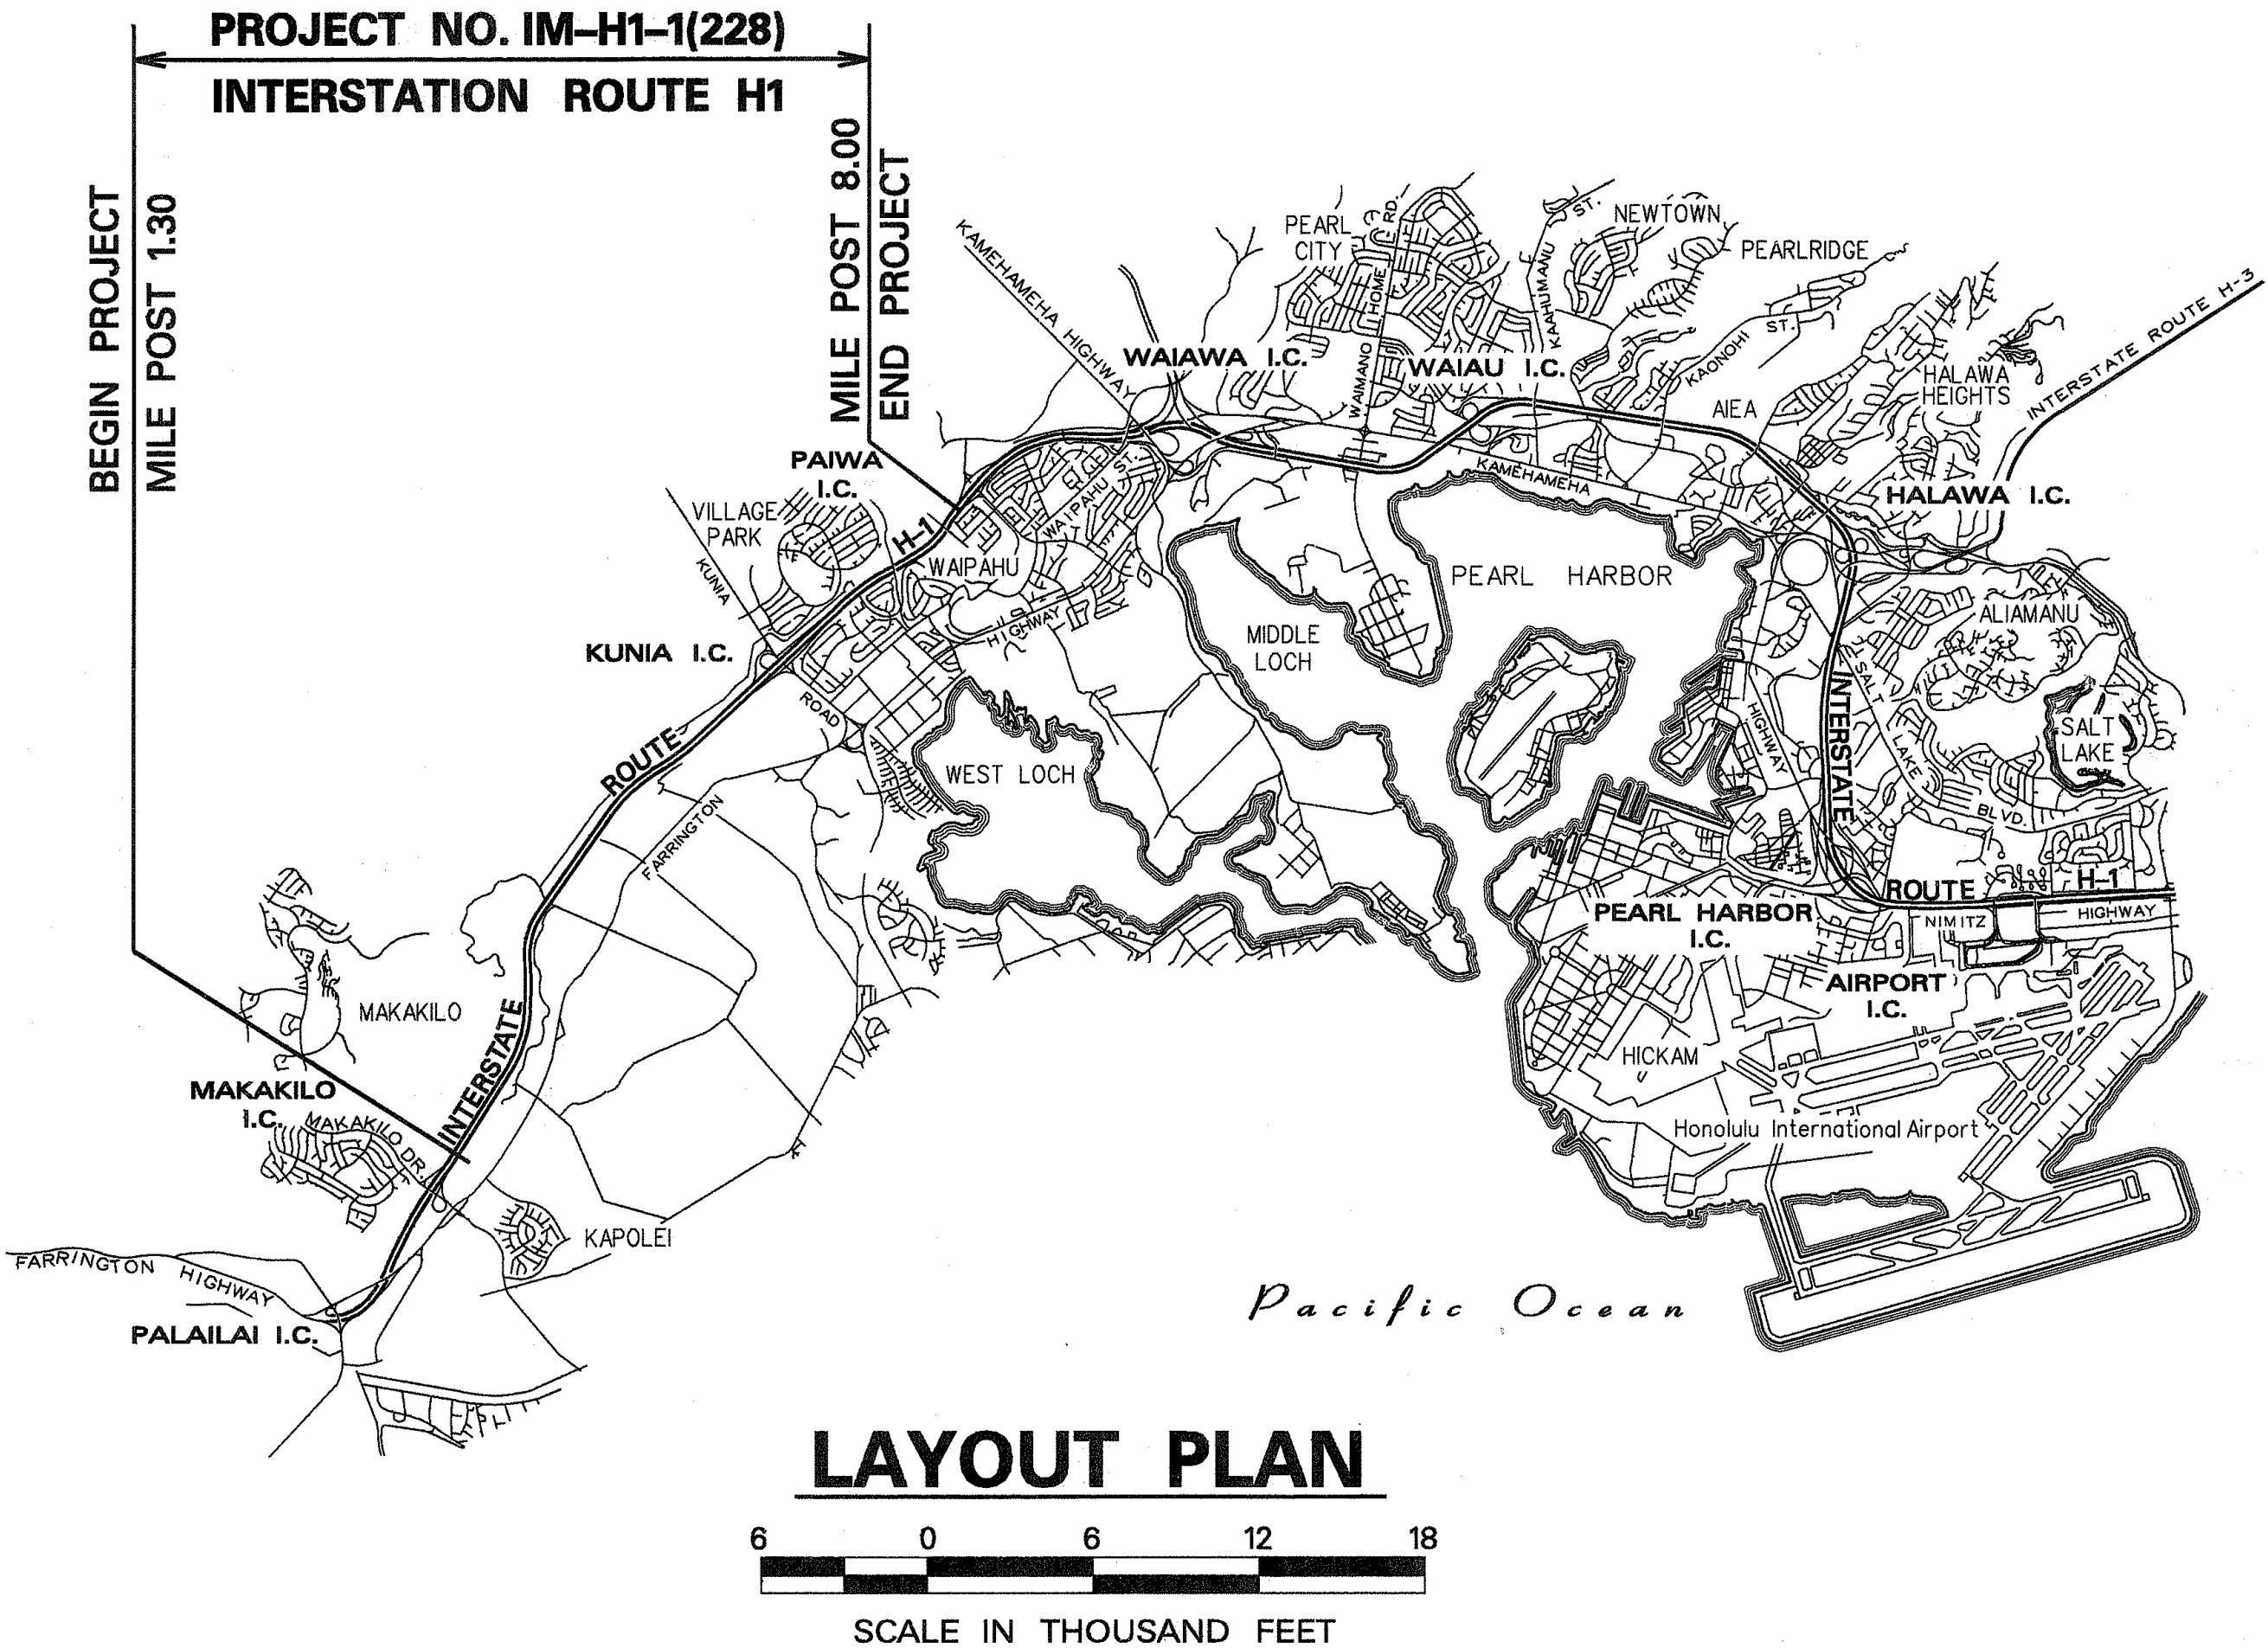 PROJECT NO. IM-H1-1(228)
INTERSTATION ROUTE H1
BEGIN PROJECT
MILE POST 1.30
MILE POST 8.00
END PROJECT
KAMEHAMEHA HIGHWAY
PEARL
CITY
WAIMANO HOME RD.
KAAHUMANU ST.
NEWTOWN
PEARLRIDGE
KAONOHI ST.
INTERSTATE ROUTE H-3
WAIAWA I.C.
WAIAU I.C.
HALAWA
HEIGHTS
AIEA
PAIWA
I.C.
VILLAGE
PARK
KUNIA
H-1
WAIPAHU ST.
KAMEHAMEHA
HALAWA I.C.
WAIPAHU
HIGHWAY
PEARL HARBOR
MIDDLE
LOCH
ALIAMANU
KUNIA I.C.
ROAD
ROUTE
WEST LOCH
HIGHWAY
INTERSTATE
SALT LAKE BLVD.
SALT
LAKE
FARRINGTON
ROUTE H-1
PEARL HARBOR
I.C.
NIMITZ HIGHWAY
AIRPORT
I.C.
MAKAKILO
INTERSTATE
HICKAM
MAKAKILO
I.C.
MAKAKILO DR.
Honolulu International Airport
KAPOLEI
FARRINGTON HIGHWAY
PALAILAI I.C.
Pacific Ocean
LAYOUT PLAN
6 0 6 12 18
SCALE IN THOUSAND FEET